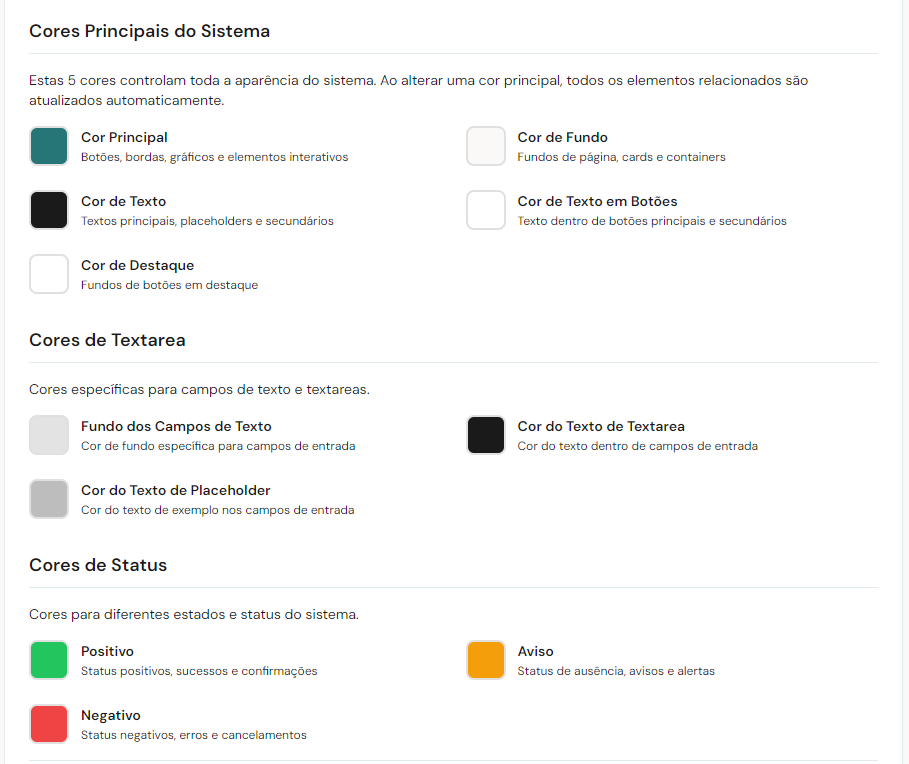 Cores Principais do Sistema
Estas 5 cores controlam toda a aparência do sistema. Ao alterar uma cor principal, todos os elementos relacionados são
atualizados automaticamente.
Cor Principal
Botões, bordas, gráficos e elementos interativos
Cor de Fundo
Fundos de página, cards e containers
Cor de Texto
Textos principais, placeholders e secundários
Cor de Texto em Botões
Texto dentro de botões principais e secundários
Cor de Destaque
Fundos de botões em destaque
Cores de Textarea
Cores específicas para campos de texto e textareas.
Fundo dos Campos de Texto
Cor de fundo específica para campos de entrada
Cor do Texto de Textarea
Cor do texto dentro de campos de entrada
Cor do Texto de Placeholder
Cor do texto de exemplo nos campos de entrada
Cores de Status
Cores para diferentes estados e status do sistema.
Positivo
Status positivos, sucessos e confirmações
Aviso
Status de ausência, avisos e alertas
Negativo
Status negativos, erros e cancelamentos